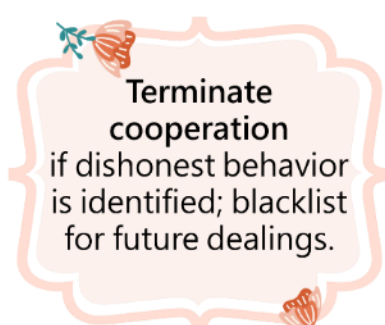 Terminate
cooperation
if dishonest behavior
is identified; blacklist
for future dealings.